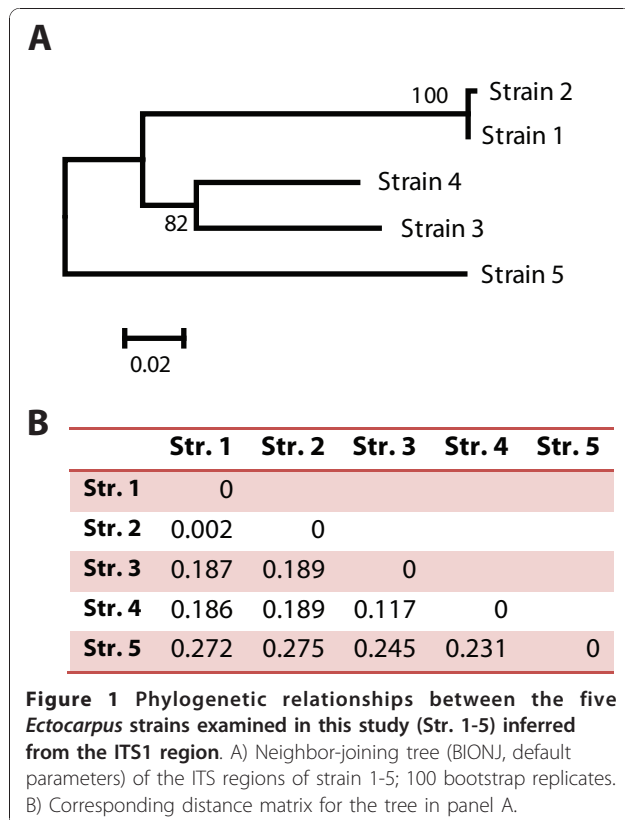 A
100
Strain 2
Strain 1
Strain 4
82
Strain 3
Strain 5
0.02
B
Str. 1 Str. 2 Str. 3 Str. 4 Str. 5
Str. 1 0
Str. 2 0.002 0
Str. 3 0.187 0.189 0
Str. 4 0.186 0.189 0.117 0
Str. 5 0.272 0.275 0.245 0.231 0
Figure 1 Phylogenetic relationships between the five
Ectocarpus strains examined in this study (Str. 1-5) inferred
from the ITS1 region. A) Neighbor-joining tree (BIONJ, default
parameters) of the ITS regions of strain 1-5; 100 bootstrap replicates.
B) Corresponding distance matrix for the tree in panel A.